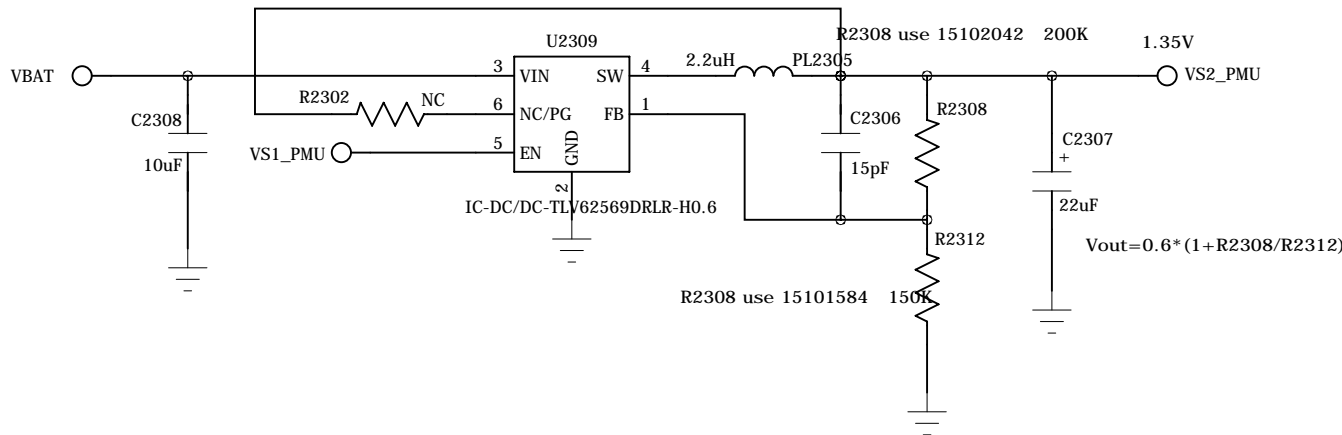 R2308 use 15102042 200K
1.35V
U2309
2.2uH
PL2305
VBAT
3
VIN
SW
4
VS2_PMU
R2302
NC
6
NC/PG
FB
1
C2308
10uF
VS1_PMU
5
EN
GND
2
C2306
15pF
R2308
C2307
+
22uF
IC-DC/DC-TLV62569DRLR-H0.6
R2312
Vout=0.6*(1+R2308/R2312)
R2308 use 15101584 150K